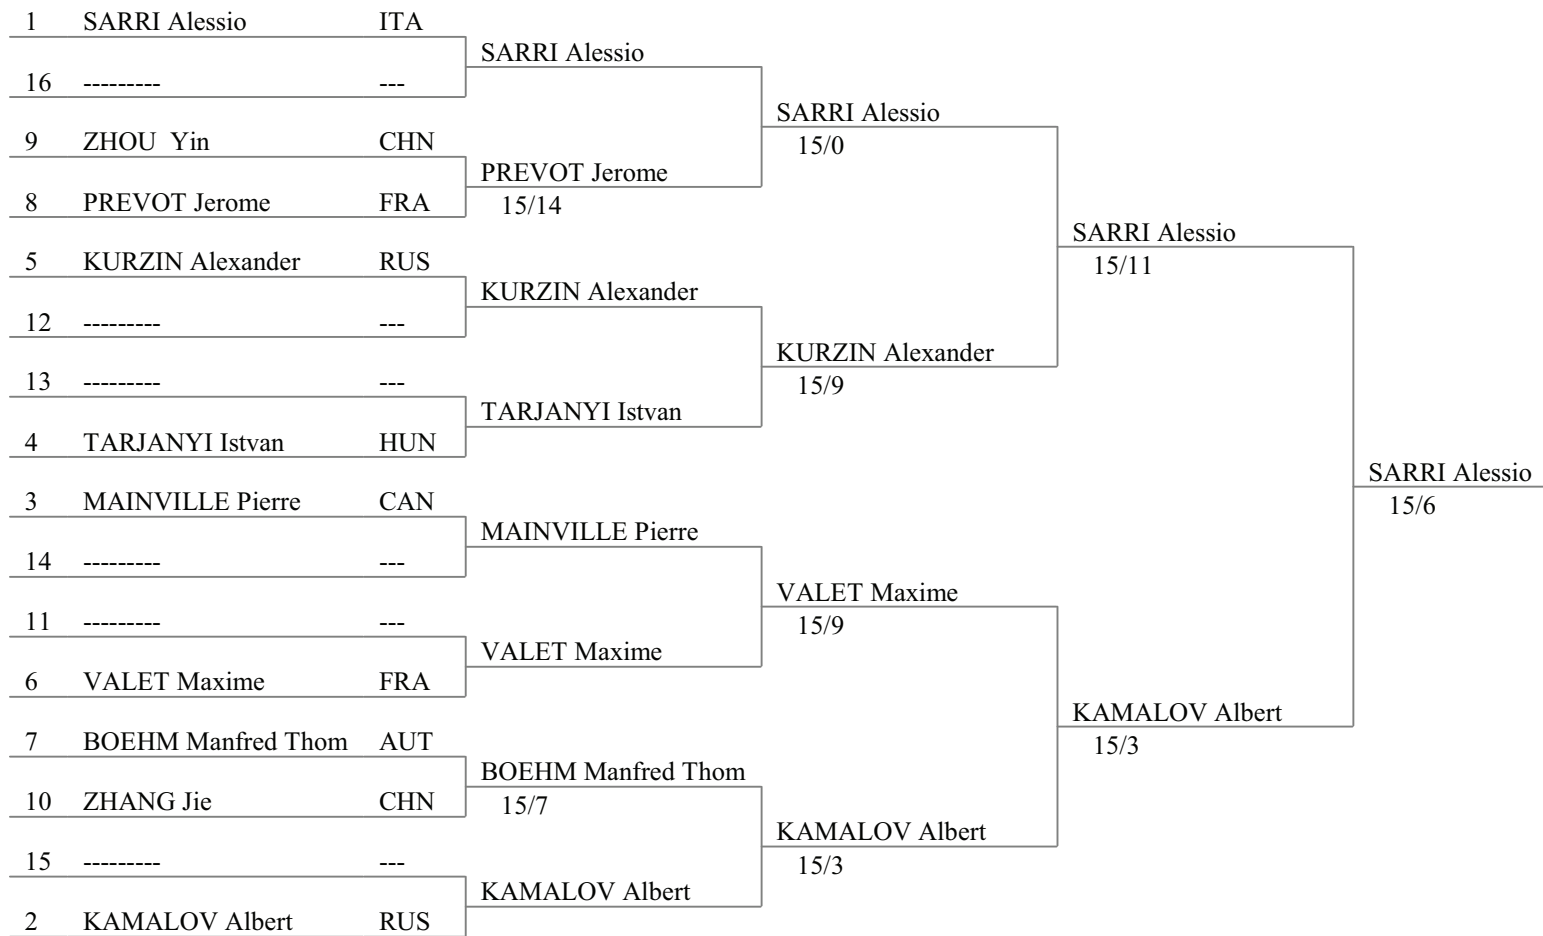 1 SARRI Alessio ITA
SARRI Alessio
16 --------- ---
SARRI Alessio
15/0
9 ZHOU  Yin CHN
PREVOT Jerome
15/14
8 PREVOT Jerome FRA
SARRI Alessio
15/11
5 KURZIN Alexander RUS
KURZIN Alexander
12 --------- ---
KURZIN Alexander
15/9
13 --------- ---
TARJANYI Istvan
4 TARJANYI Istvan HUN
SARRI Alessio
15/6
3 MAINVILLE Pierre CAN
MAINVILLE Pierre
14 --------- ---
VALET Maxime
15/9
11 --------- ---
VALET Maxime
6 VALET Maxime FRA
KAMALOV Albert
15/3
7 BOEHM Manfred Thom AUT
BOEHM Manfred Thom
15/7
10 ZHANG Jie CHN
KAMALOV Albert
15/3
15 --------- ---
KAMALOV Albert
2 KAMALOV Albert RUS